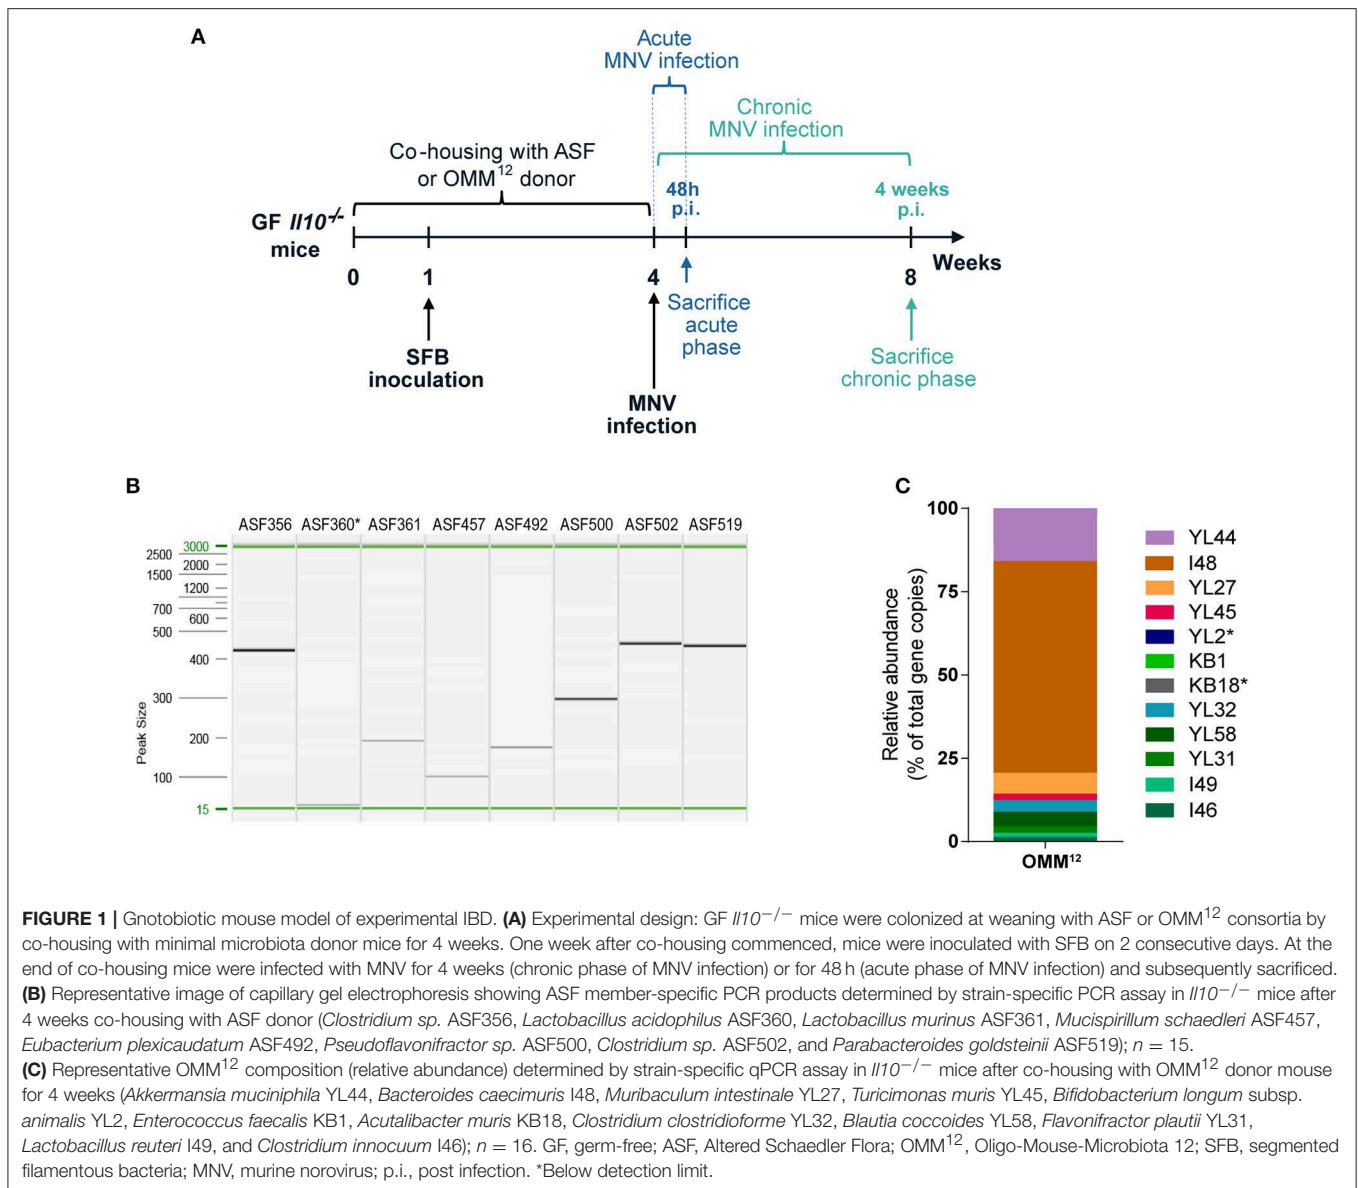 A
Acute
MNV infection
Chronic
MNV infection
Co-housing with ASF
or OMM¹² donor
48h
p.i.
4 weeks
p.i.
GF Il10-/-
mice
0
1
4
8
Weeks
SFB
inoculation
MNV
infection
Sacrifice
acute
phase
Sacrifice
chronic phase
B
ASF356 ASF360* ASF361 ASF457 ASF492 ASF500 ASF502 ASF519
Peak Size
3000
2500
2000
1500
1200
700
600
500
400
300
200
100
15
C
Relative abundance
(% of total gene copies)
100
75
50
25
0
OMM¹²
YL44
I48
YL27
YL45
YL2*
KB1
KB18*
YL32
YL58
YL31
I49
I46
FIGURE 1 | Gnotobiotic mouse model of experimental IBD. (A) Experimental design: GF Il10−/− mice were colonized at weaning with ASF or OMM¹² consortia by
co-housing with minimal microbiota donor mice for 4 weeks. One week after co-housing commenced, mice were inoculated with SFB on 2 consecutive days. At the
end of co-housing mice were infected with MNV for 4 weeks (chronic phase of MNV infection) or for 48 h (acute phase of MNV infection) and subsequently sacrificed.
(B) Representative image of capillary gel electrophoresis showing ASF member-specific PCR products determined by strain-specific PCR assay in Il10−/− mice after
4 weeks co-housing with ASF donor (Clostridium sp. ASF356, Lactobacillus acidophilus ASF360, Lactobacillus murinus ASF361, Mucispirillum schaedleri ASF457,
Eubacterium plexicaudatum ASF492, Pseudoflavonifractor sp. ASF500, Clostridium sp. ASF502, and Parabacteroides goldsteinii ASF519); n = 15.
(C) Representative OMM¹² composition (relative abundance) determined by strain-specific qPCR assay in Il10−/− mice after co-housing with OMM¹² donor mouse
for 4 weeks (Akkermansia muciniphila YL44, Bacteroides caecimuris I48, Muribaculum intestinale YL27, Turicimonas muris YL45, Bifidobacterium longum subsp.
animalis YL2, Enterococcus faecalis KB1, Acutalibacter muris KB18, Clostridium clostridioforme YL32, Blautia coccoides YL58, Flavonifractor plautii YL31,
Lactobacillus reuteri I49, and Clostridium innocuum I46); n = 16. GF, germ-free; ASF, Altered Schaedler Flora; OMM¹², Oligo-Mouse-Microbiota 12; SFB, segmented
filamentous bacteria; MNV, murine norovirus; p.i., post infection. *Below detection limit.